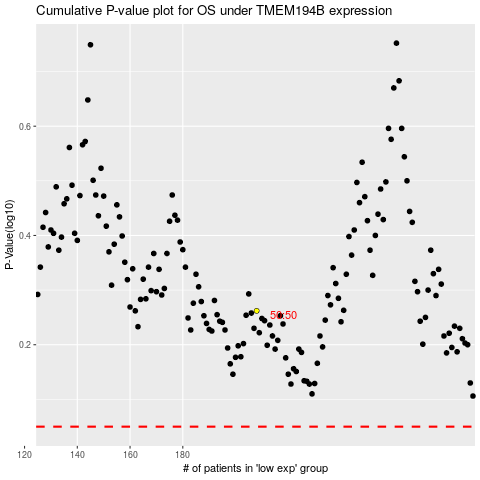 Cumulative P-value plot for OS under TMEM194B expression
P-Value(log10)
0.6
0.4
0.2
50:50
120 140 160 180
# of patients in 'low exp' group